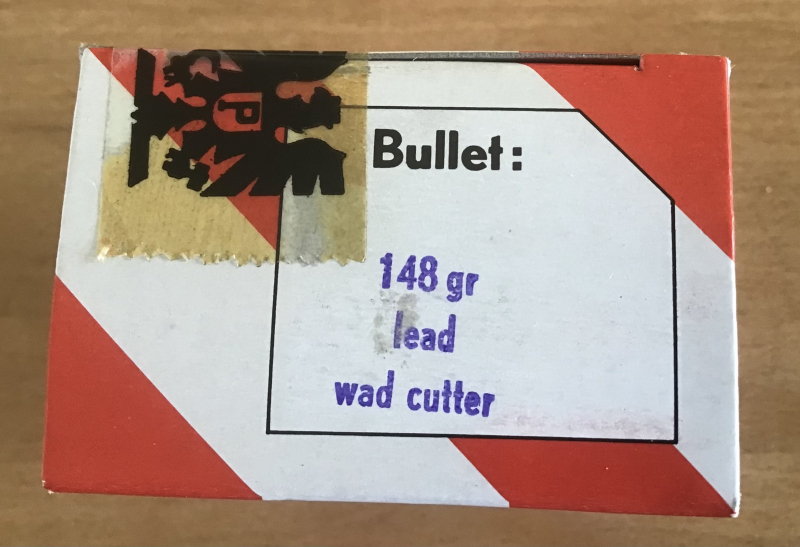 P
Bullet:
148 gr
lead
wad cutter